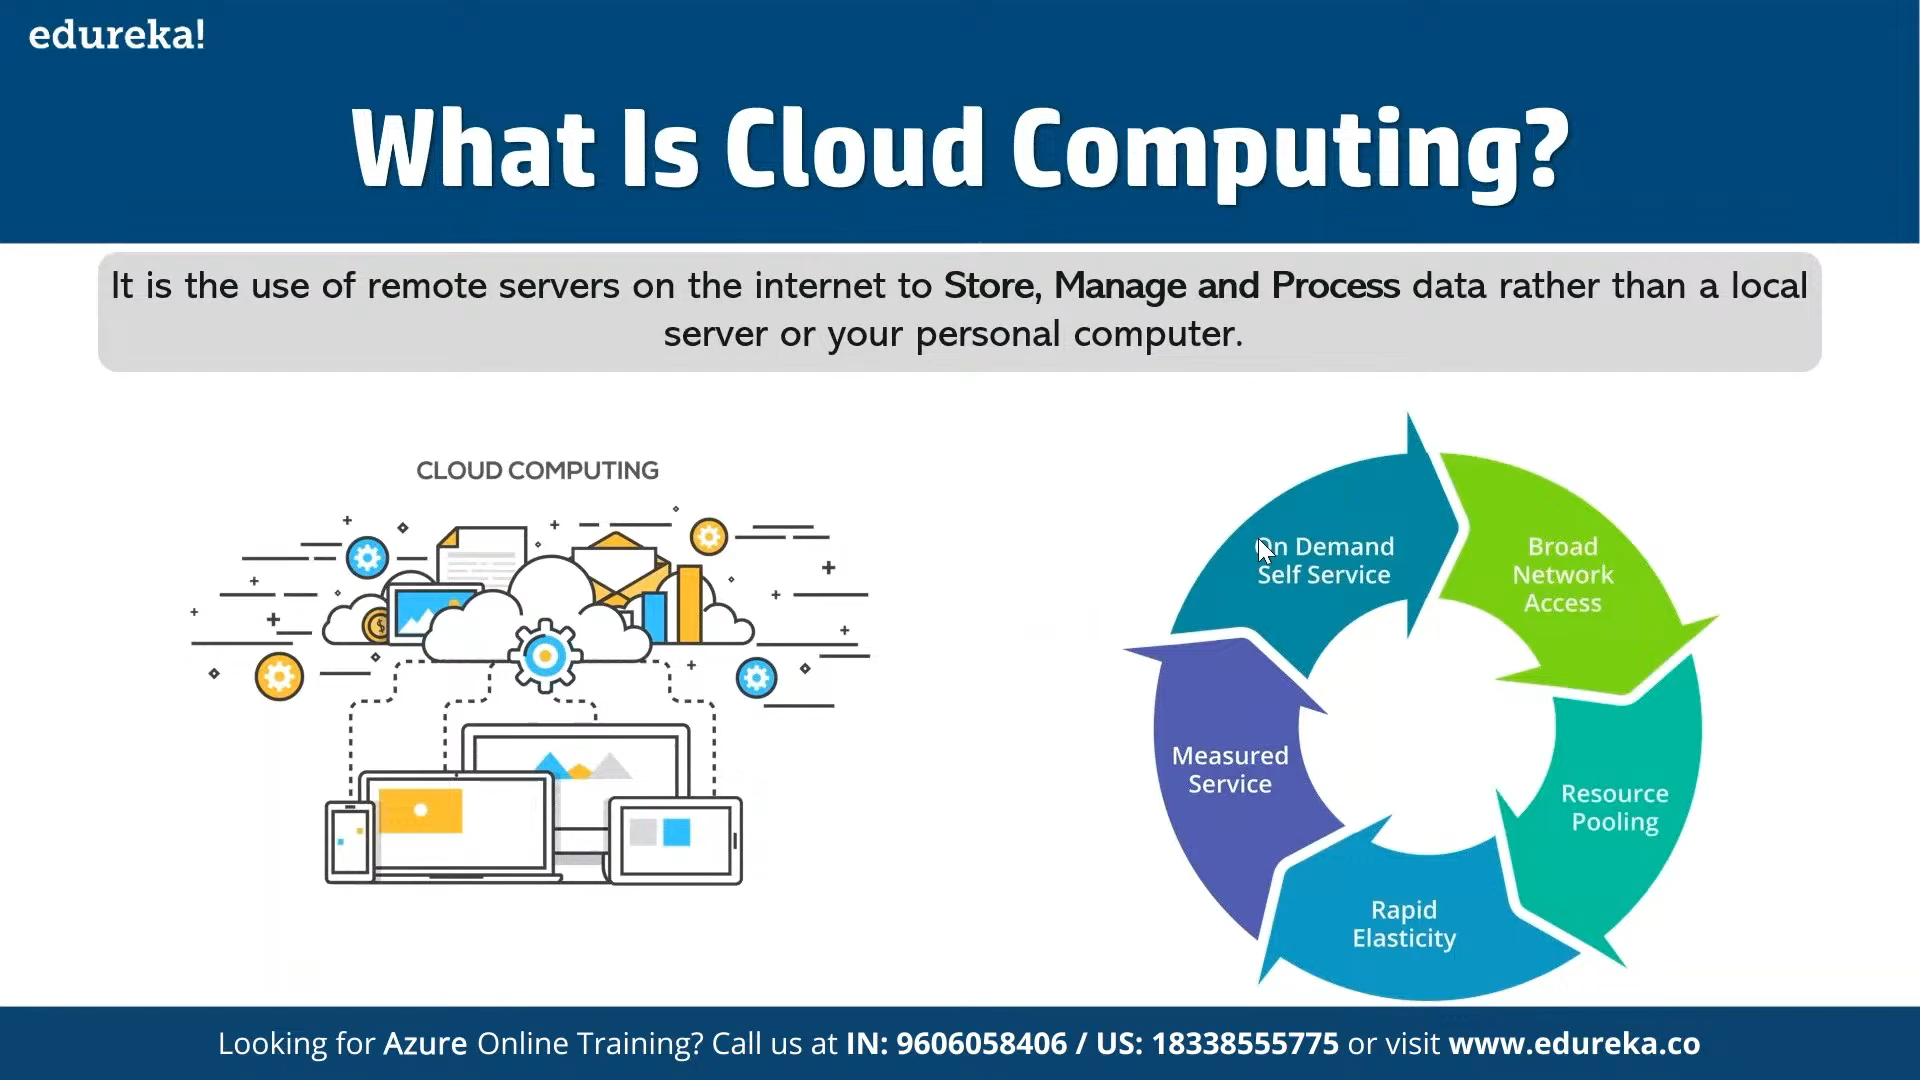 edureka!
What Is Cloud Computing?
It is the use of remote servers on the internet to Store, Manage and Process data rather than a local
server or your personal computer.
CLOUD COMPUTING
On Demand
Self Service
Broad
Network
Access
Measured
Service
Resource
Pooling
Rapid
Elasticity
Looking for Azure Online Training? Call us at IN: 9606058406 / US: 18338555775 or visit www.edureka.co